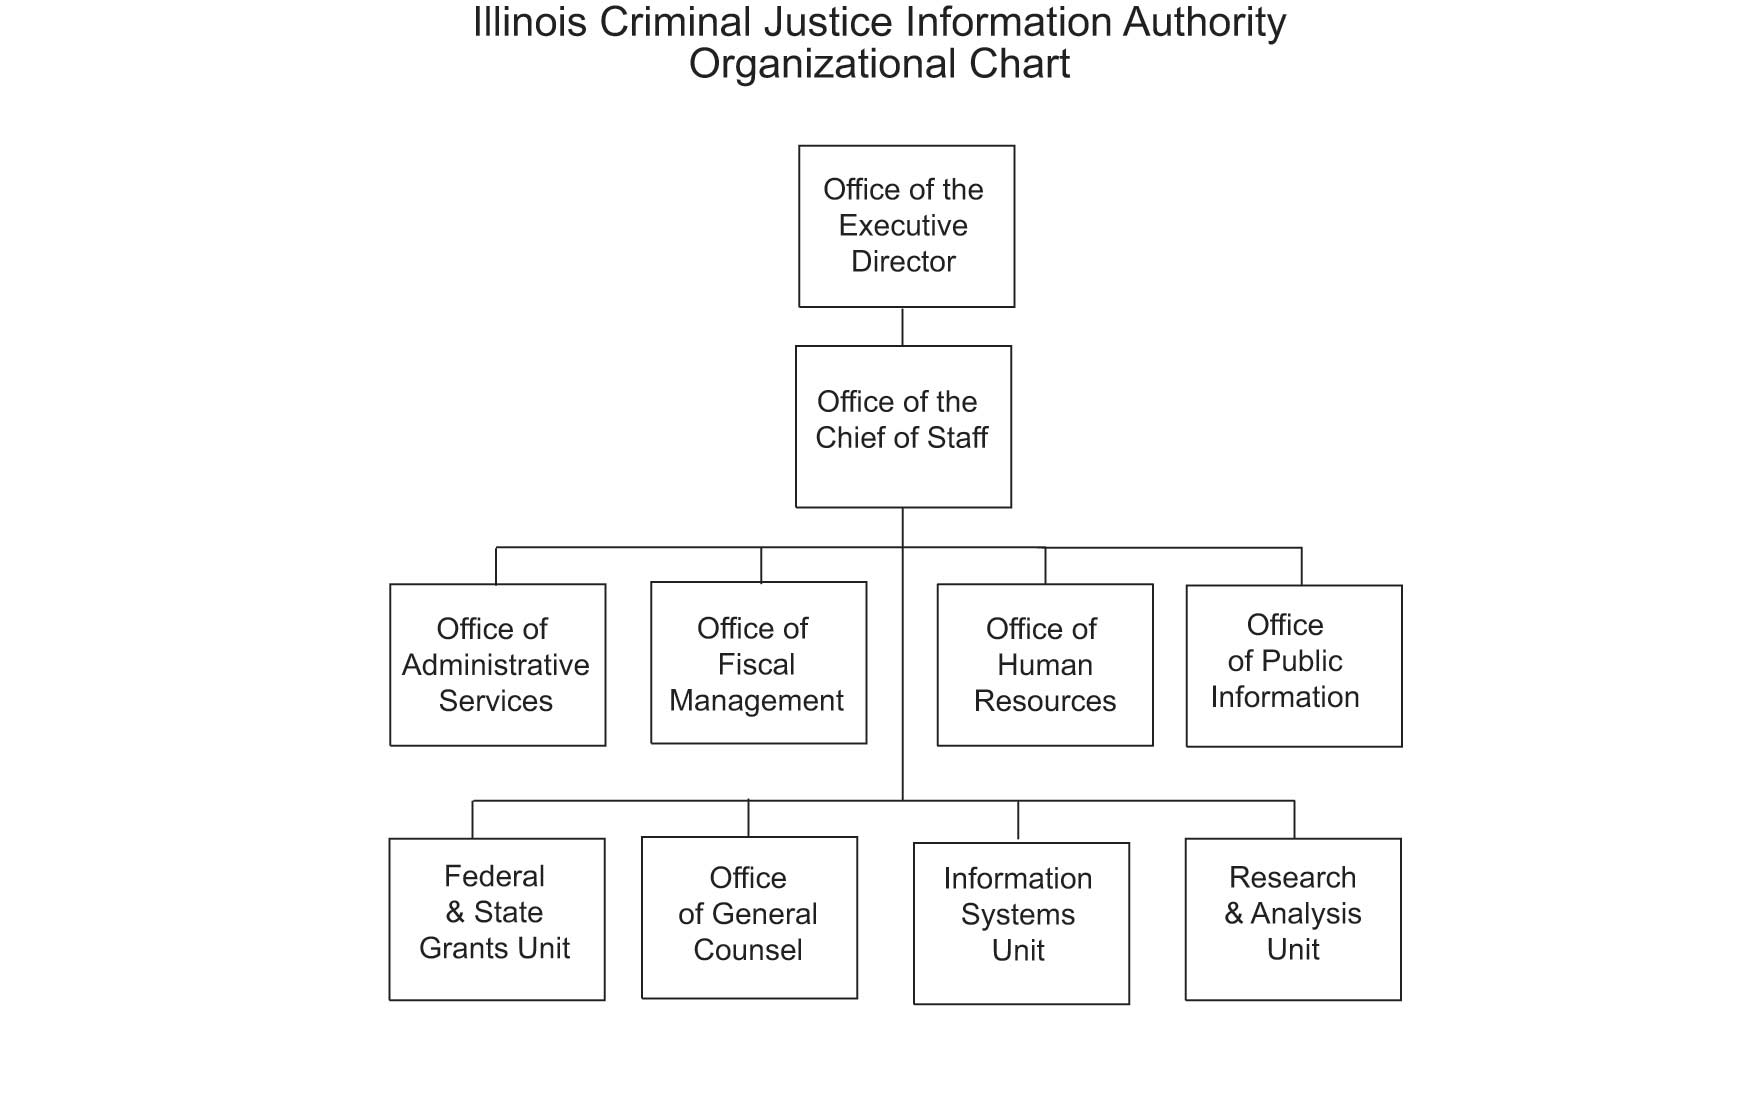 Illinois Criminal Justice Information Authority
Organizational Chart
Office of the
Executive
Director
Office of the
Chief of Staff
Office of
Administrative
Services
Office of
Fiscal
Management
Office of
Human
Resources
Office
of Public
Information
Federal
& State
Grants Unit
Office
of General
Counsel
Information
Systems
Unit
Research
& Analysis
Unit